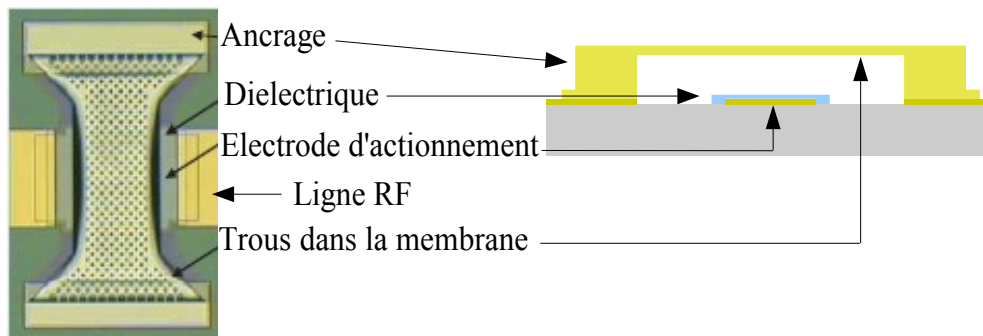 Ancrage
Dielectrique
Electrode d'actionnement
Ligne RF
Trous dans la membrane